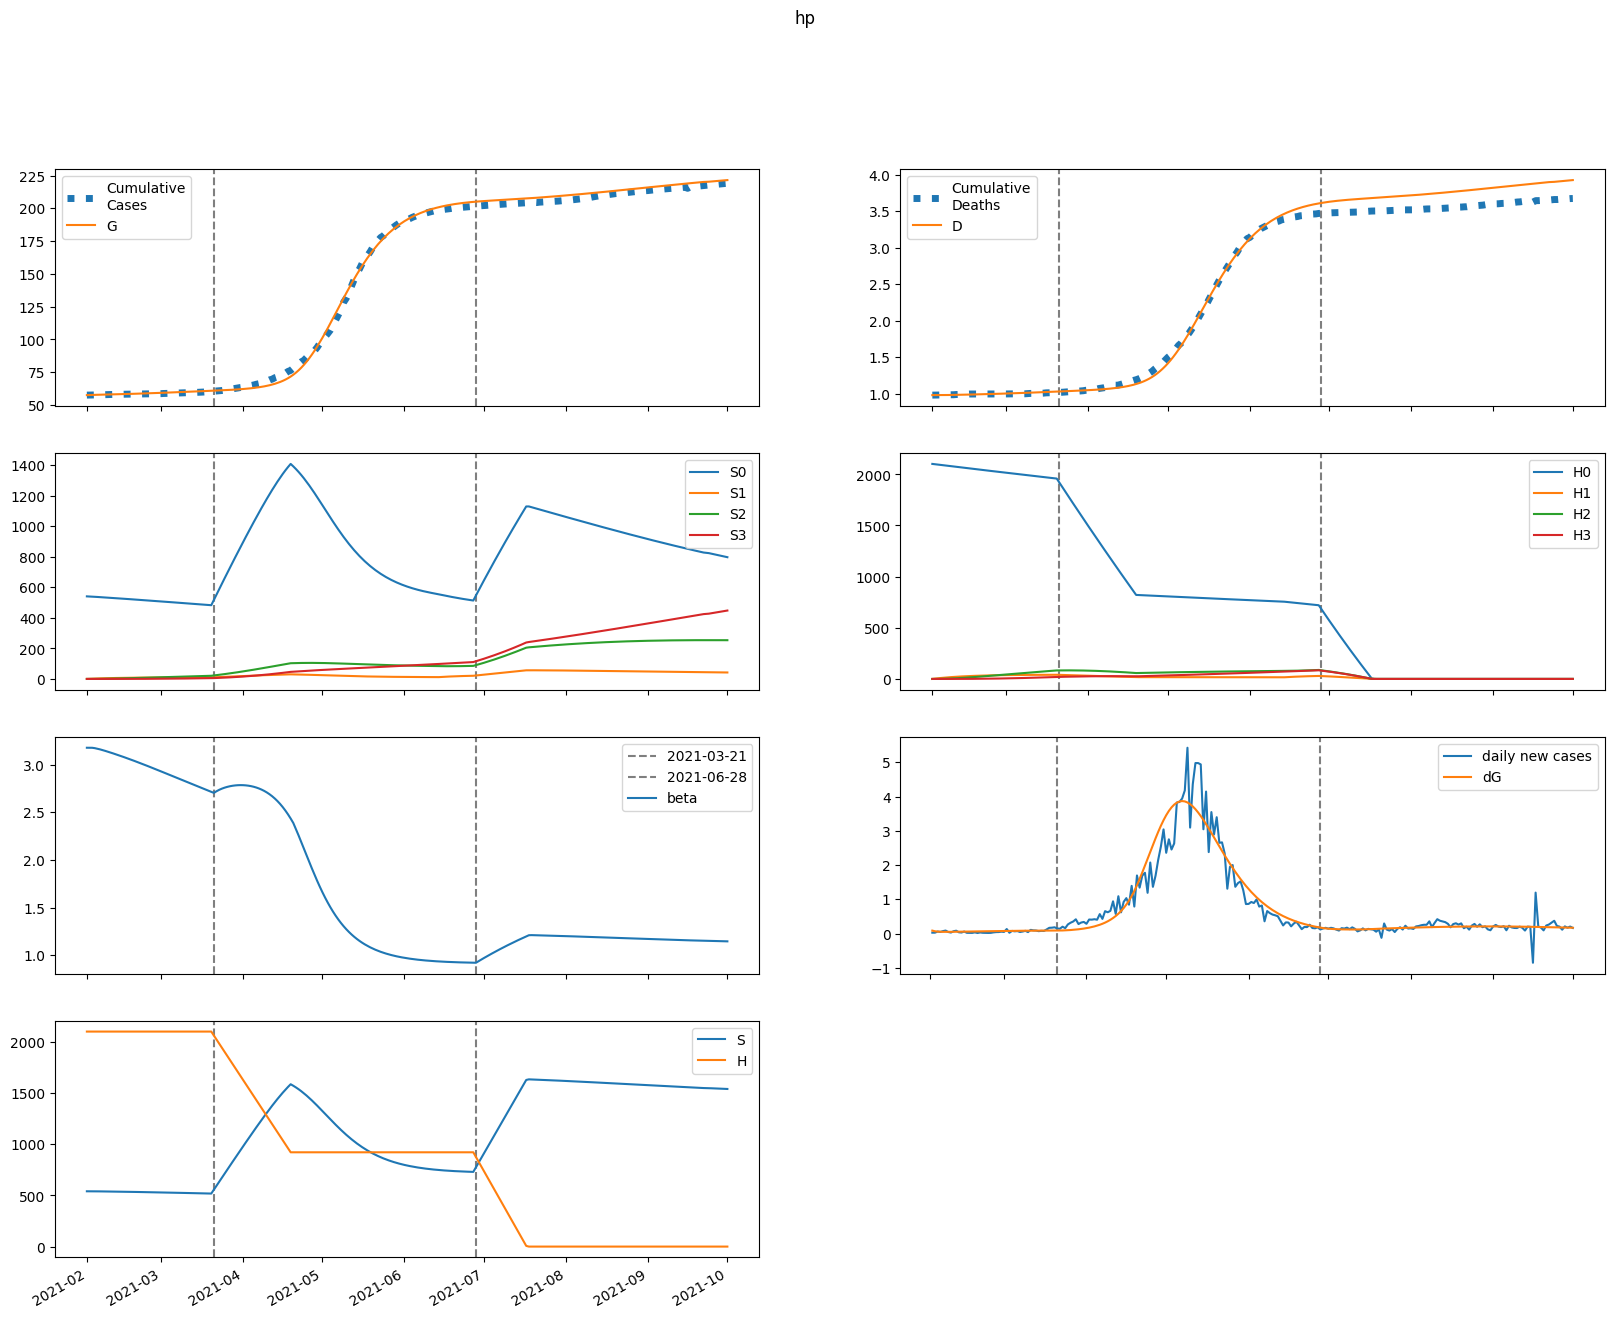 hp
225
200
175
150
125
100
75
50
Cumulative
Cases
G
4.0
3.5
3.0
2.5
2.0
1.5
1.0
Cumulative
Deaths
D
1400
1200
1000
800
600
400
200
0
S0
S1
S2
S3
2000
1500
1000
500
0
H0
H1
H2
H3
3.0
2.5
2.0
1.5
1.0
2021-03-21
2021-06-28
beta
5
4
3
2
1
0
−1
daily new cases
dG
2000
1500
1000
500
0
S
H
2021-02
2021-03
2021-04
2021-05
2021-06
2021-07
2021-08
2021-09
2021-10